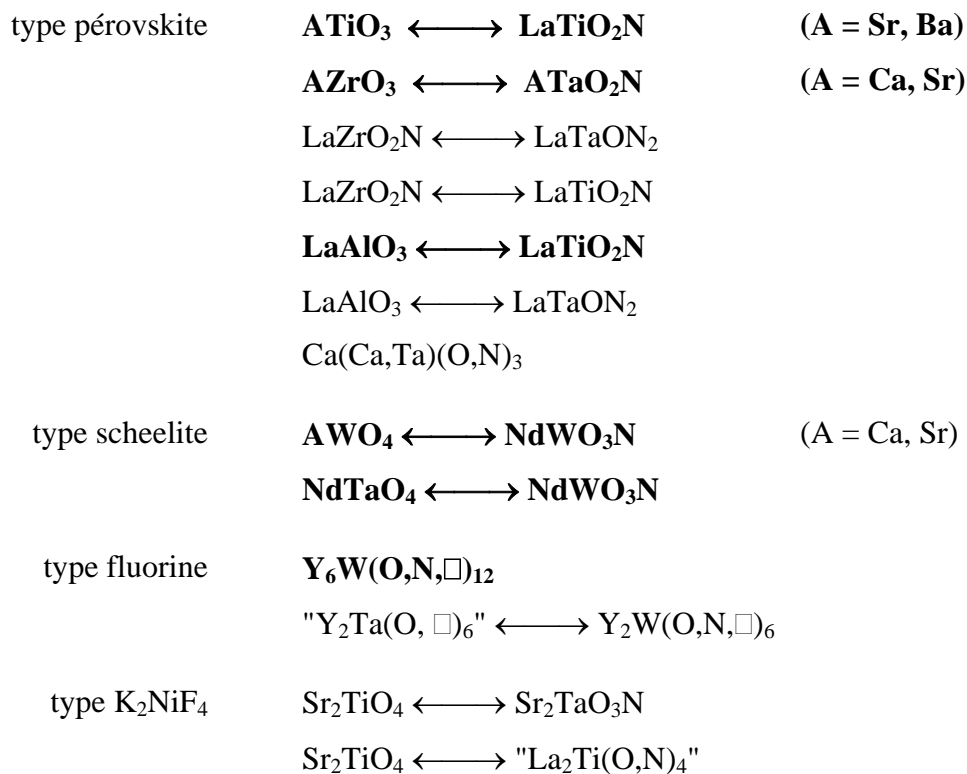 type pérovskite ATiO₃ ⟷ LaTiO₂N (A = Sr, Ba)
AZrO₃ ⟷ ATaO₂N (A = Ca, Sr)
LaZrO₂N ⟷ LaTaON₂
LaZrO₂N ⟷ LaTiO₂N
LaAlO₃ ⟷ LaTiO₂N
LaAlO₃ ⟷ LaTaON₂
Ca(Ca,Ta)(O,N)₃
type scheelite AWO₄ ⟷ NdWO₃N (A = Ca, Sr)
NdTaO₄ ⟷ NdWO₃N
type fluorine Y₆W(O,N,□)₁₂
"Y₂Ta(O, □)₆" ⟷ Y₂W(O,N,□)₆
type K₂NiF₄ Sr₂TiO₄ ⟷ Sr₂TaO₃N
Sr₂TiO₄ ⟷ "La₂Ti(O,N)₄"